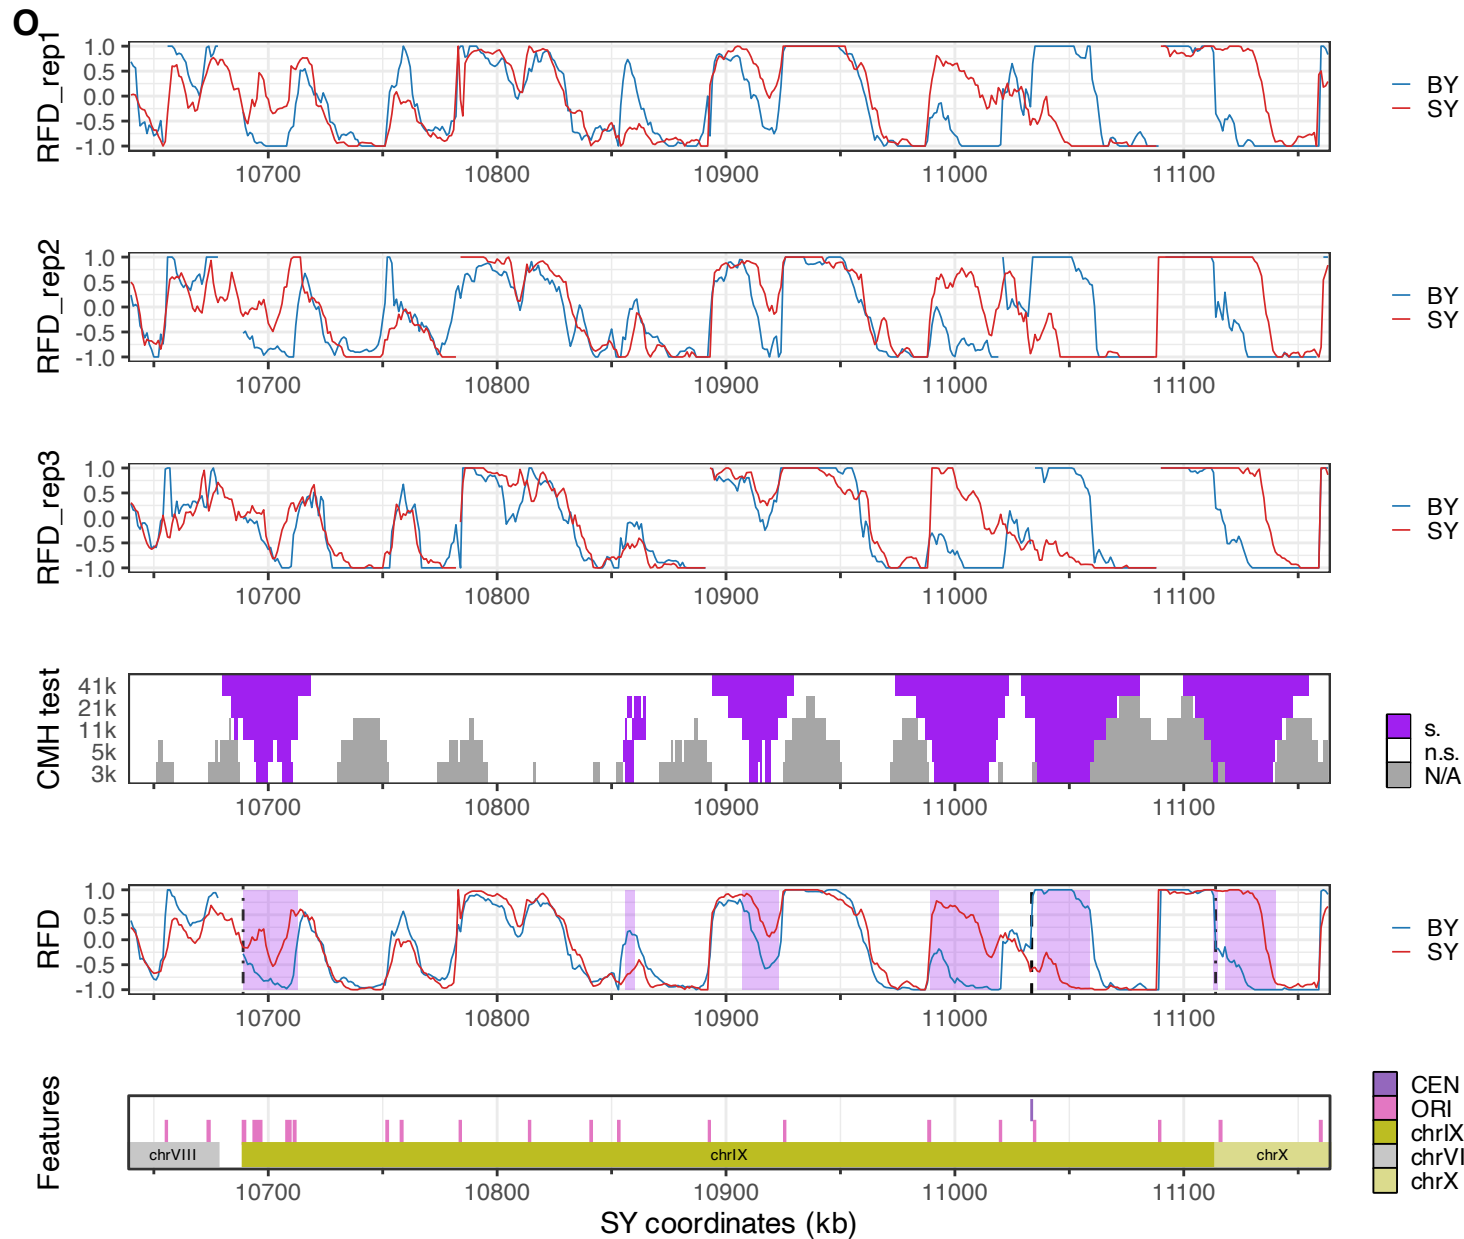 O
RFD_rep1
1.0
0.5
0.0
-0.5
-1.0
10700 10800 10900 11000 11100
BY
SY
RFD_rep2
1.0
0.5
0.0
-0.5
-1.0
10700 10800 10900 11000 11100
BY
SY
RFD_rep3
1.0
0.5
0.0
-0.5
-1.0
10700 10800 10900 11000 11100
BY
SY
CMH test
41k
21k
11k
5k
3k
10700 10800 10900 11000 11100
s.
n.s.
N/A
RFD
1.0
0.5
0.0
-0.5
-1.0
10700 10800 10900 11000 11100
BY
SY
Features
chrVIII chrIX chrX
10700 10800 10900 11000 11100
SY coordinates (kb)
CEN
ORI
chrIX
chrVI
chrX